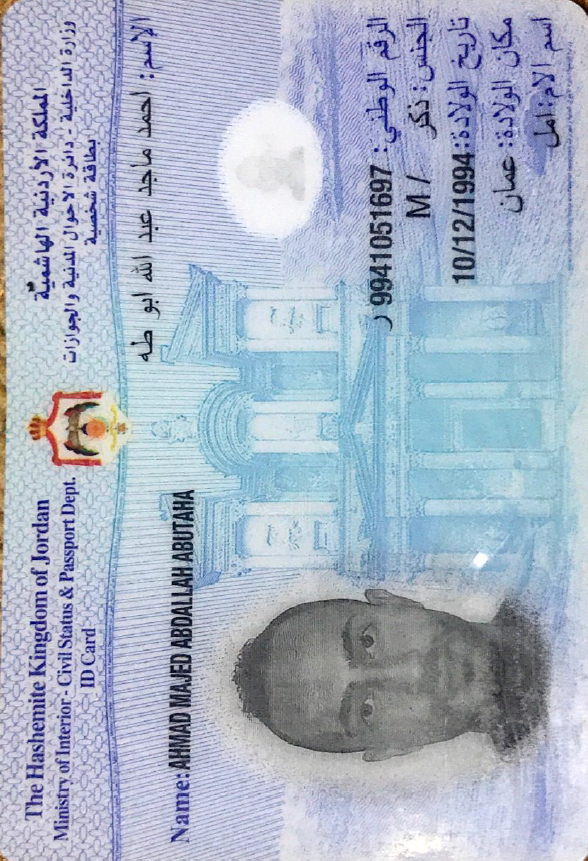 المملكة الأردنية الهاشمية
وزارة الداخلية - دائرة الاحوال المدنية والجوازات
بطاقة شخصية
The Hashemite Kingdom of Jordan
Ministry of Interior - Civil Status & Passport Dept.
ID Card
الإسم: احمد ماجد عبد الله ابو طه
Name: AHMAD MAJED ABDALLAH ABUTAHA
الرقم الوطني: 9941051697 ر
الجنس: ذكر / M
تاريخ الولادة: 10/12/1994
مكان الولادة: عمان
اسم الام: امل